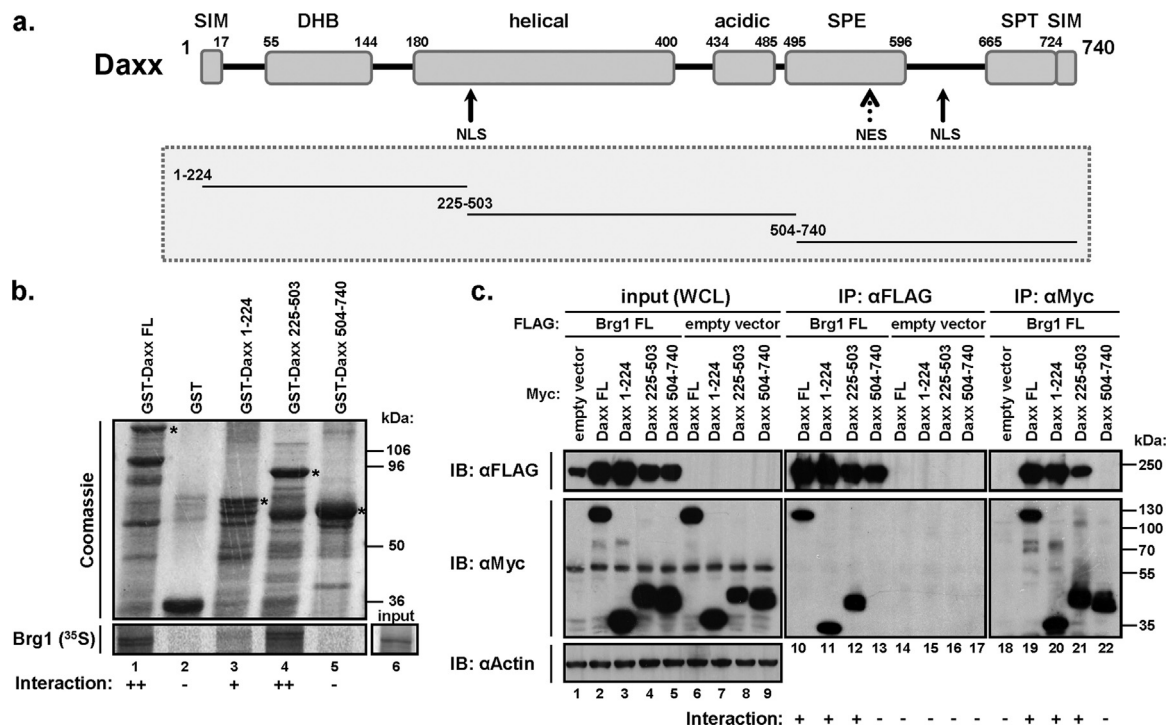 a.
SIM DHB helical acidic SPE SPT SIM
1 17 55 144 180 400 434 485 495 596 665 724 740
Daxx
NLS NES NLS
1-224
225-503
504-740
b.
GST-Daxx FL
GST
GST-Daxx 1-224
GST-Daxx 225-503
GST-Daxx 504-740
kDa:
* 106
96
* *
*
Coomassie
50
36
input
Brg1 (³⁵S)
1 2 3 4 5 6
Interaction: ++ - + ++ -
c.
input (WCL) IP: αFLAG IP: αMyc
FLAG: Brg1 FL empty vector Brg1 FL empty vector Brg1 FL
Myc:
empty vector
Daxx FL
Daxx 1-224
Daxx 225-503
Daxx 504-740
Daxx FL
Daxx 1-224
Daxx 225-503
Daxx 504-740
Daxx FL
Daxx 1-224
Daxx 225-503
Daxx 504-740
Daxx FL
Daxx 1-224
Daxx 225-503
Daxx 504-740
empty vector
Daxx FL
Daxx 1-224
Daxx 225-503
Daxx 504-740
kDa:
IB: αFLAG 250
130
100
IB: αMyc 70
55
35
10 11 12 13 14 15 16 17 18 19 20 21 22
IB: αActin
1 2 3 4 5 6 7 8 9
Interaction: + + + - - - - - - + + + -